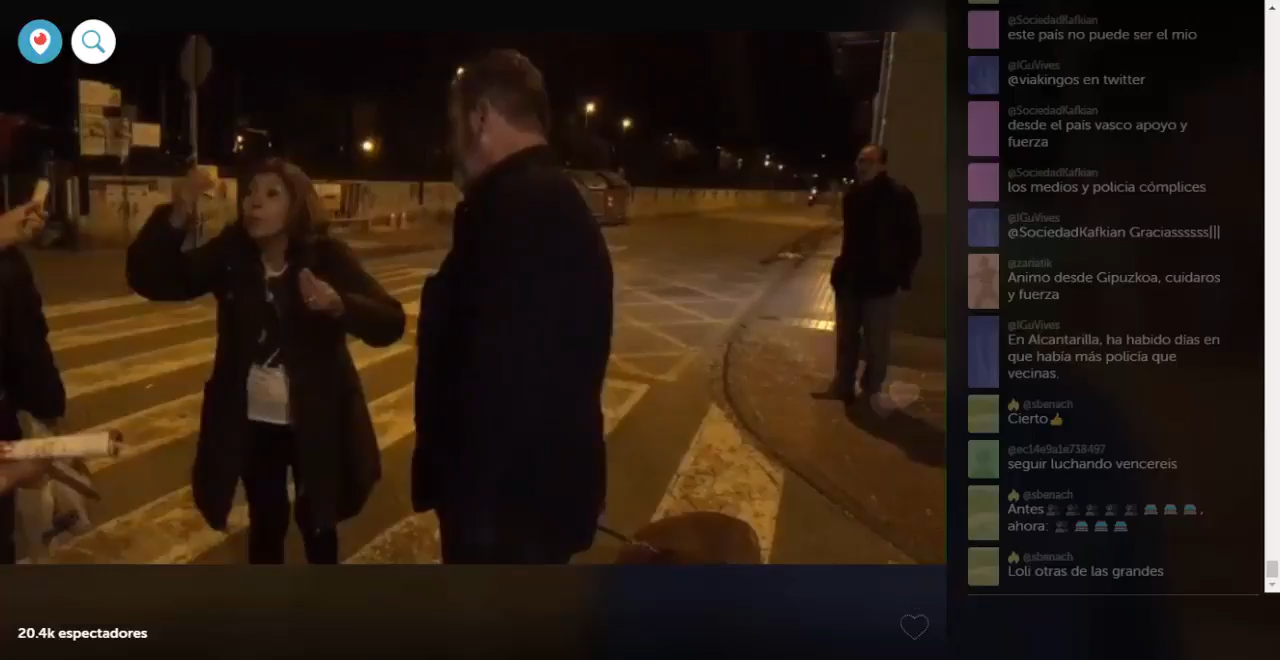 @SociedadKafkian
este país no puede ser el mio
@IGuVives
@viakingos en twitter
@SociedadKafkian
desde el país vasco apoyo y
fuerza
@SociedadKafkian
los medios y policia cómplices
@IGuVives
@SociedadKafkian Graciassssss|||
@zariatik
Animo desde Gipuzkoa, cuidaros
y fuerza
@IGuVives
En Alcantarilla, ha habido días en
que había más policía que
vecinas.
@sbenach
Cierto👍
@ec14e9a1e738497
seguir luchando vencereis
@sbenach
Antes👥👥👥👥👥🚘🚘🚘,
ahora: 👥🚘🚘🚘
@sbenach
Loli otras de las grandes
20.4k espectadores